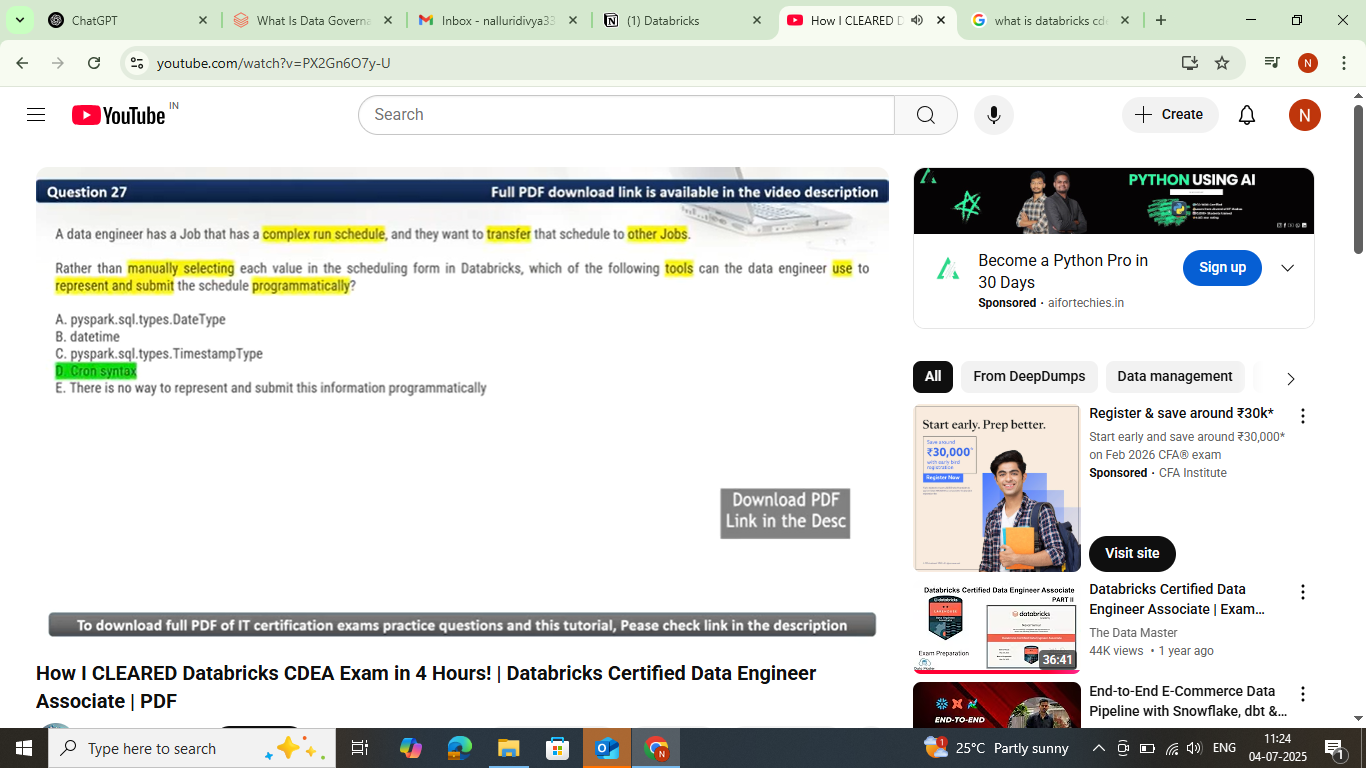 ChatGPT
What Is Data Governa
Inbox - nalluridivya33
(1) Databricks
How I CLEARED D
what is databricks cde
youtube.com/watch?v=PX2Gn6O7y-U
N
YouTube IN
Search
Create
N
Question 27
Full PDF download link is available in the video description
A data engineer has a Job that has a complex run schedule, and they want to transfer that schedule to other Jobs.
Rather than manually selecting each value in the scheduling form in Databricks, which of the following tools can the data engineer use to
represent and submit the schedule programmatically?
A. pyspark.sql.types.DateType
B. datetime
C. pyspark.sql.types.TimestampType
D. Cron syntax
E. There is no way to represent and submit this information programmatically
Download PDF
Link in the Desc
To download full PDF of IT certification exams practice questions and this tutorial, Pease check link in the description
How I CLEARED Databricks CDEA Exam in 4 Hours! | Databricks Certified Data Engineer
Associate | PDF
PYTHON USING AI
Become a Python Pro in
30 Days
Sponsored · aifortechies.in
Sign up
All
From DeepDumps
Data management
Start early. Prep better.
Save around
₹30,000*
with early bird
registration
Register Now
Register & save around ₹30k*
Start early and save around ₹30,000*
on Feb 2026 CFA® exam
Sponsored · CFA Institute
Visit site
Databricks Certified Data Engineer Associate
PART II
databricks
Exam Preparation
36:41
Databricks Certified Data
Engineer Associate | Exam...
The Data Master
44K views • 1 year ago
END-TO-END
End-to-End E-Commerce Data
Pipeline with Snowflake, dbt &...
Type here to search
N
1
25°C Partly sunny
ENG
11:24
04-07-2025
1